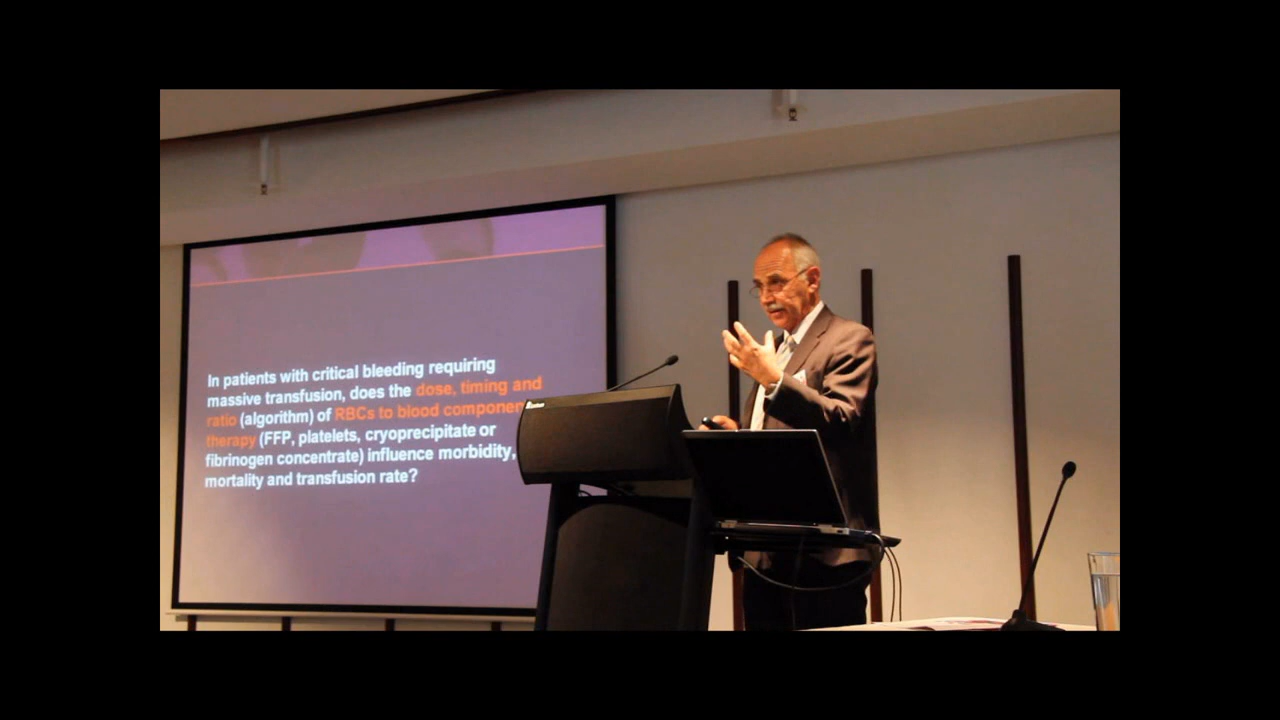 In patients with critical bleeding requiring
massive transfusion, does the dose, timing and
ratio (algorithm) of RBCs to blood
therapy (FFP, platelets, cryoprecipitate or
fibrinogen concentrate) influence morbidity,
mortality and transfusion rate?